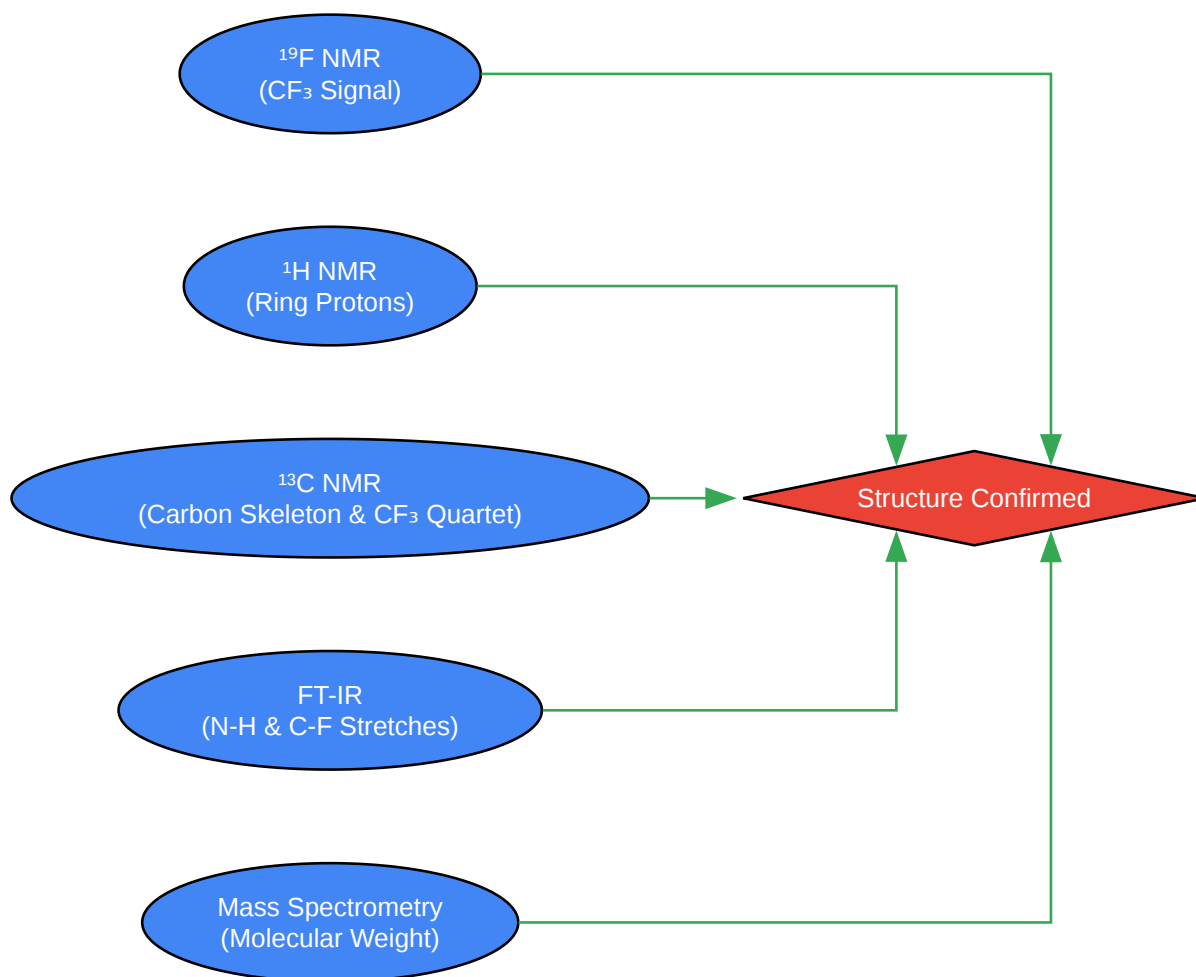 ¹⁹F NMR
(CF₃ Signal)
¹H NMR
(Ring Protons)
¹³C NMR
(Carbon Skeleton & CF₃ Quartet)
Structure Confirmed
FT-IR
(N-H & C-F Stretches)
Mass Spectrometry
(Molecular Weight)